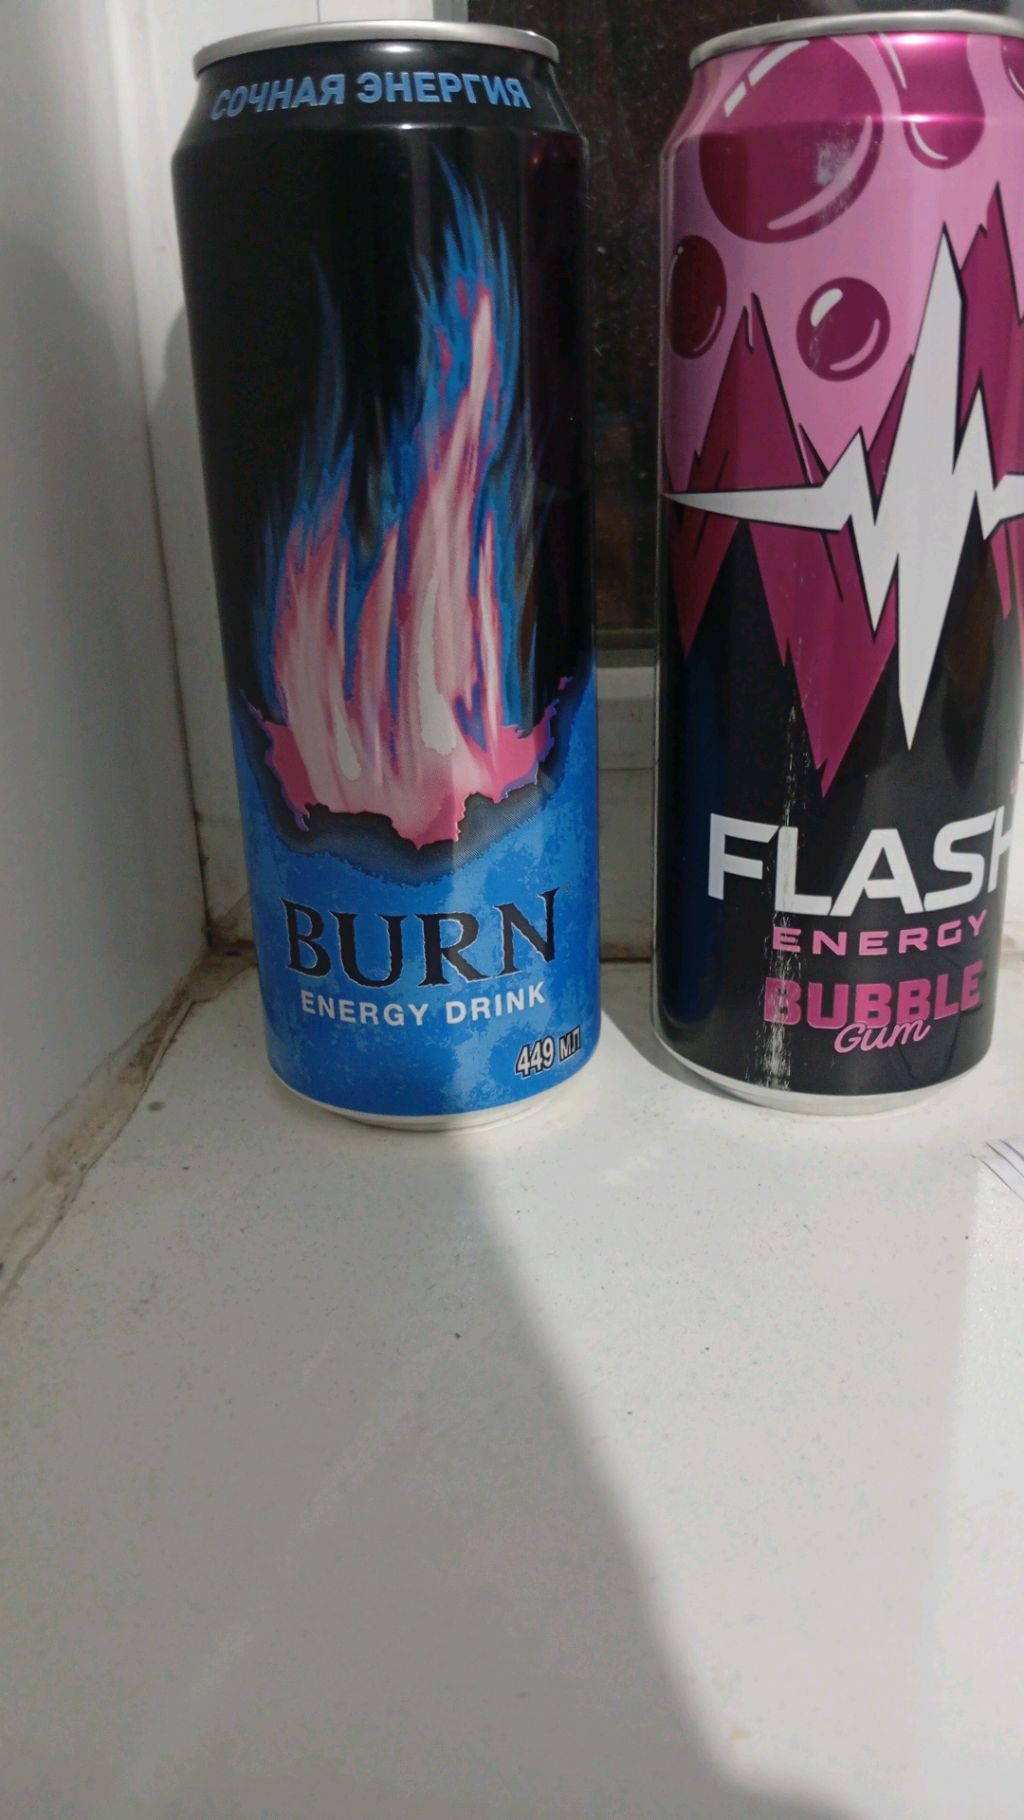 СОЧНАЯ ЭНЕРГИЯ
BURN
ENERGY DRINK
449 МЛ
FLASH
ENERGY
BUBBLE
Gum